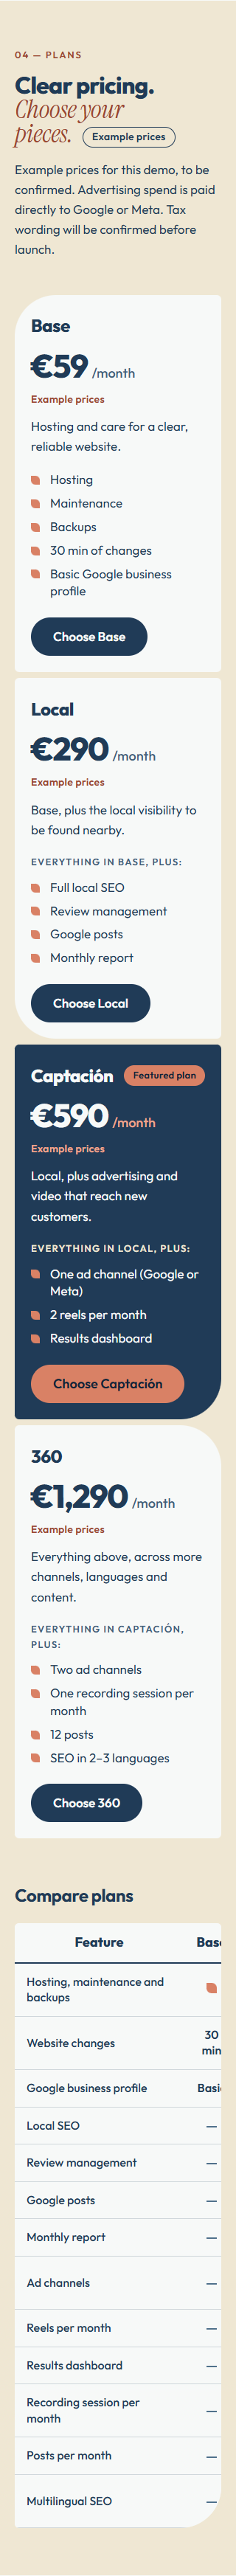 04 — PLANS
Clear pricing.
Choose your
pieces. Example prices
Example prices for this demo, to be
confirmed. Advertising spend is paid
directly to Google or Meta. Tax
wording will be confirmed before
launch.
Base
€59 /month
Example prices
Hosting and care for a clear,
reliable website.
Hosting
Maintenance
Backups
30 min of changes
Basic Google business
profile
Choose Base
Local
€290 /month
Example prices
Base, plus the local visibility to
be found nearby.
EVERYTHING IN BASE, PLUS:
Full local SEO
Review management
Google posts
Monthly report
Choose Local
Captación Featured plan
€590 /month
Example prices
Local, plus advertising and
video that reach new
customers.
EVERYTHING IN LOCAL, PLUS:
One ad channel (Google or
Meta)
2 reels per month
Results dashboard
Choose Captación
360
€1,290 /month
Example prices
Everything above, across more
channels, languages and
content.
EVERYTHING IN CAPTACIÓN,
PLUS:
Two ad channels
One recording session per
month
12 posts
SEO in 2–3 languages
Choose 360
Compare plans
Feature
Hosting, maintenance and
backups
Website changes 30
min
Google business profile
Local SEO —
Review management —
Google posts —
Monthly report —
Ad channels —
Reels per month —
Results dashboard —
Recording session per
month —
Posts per month —
Multilingual SEO —